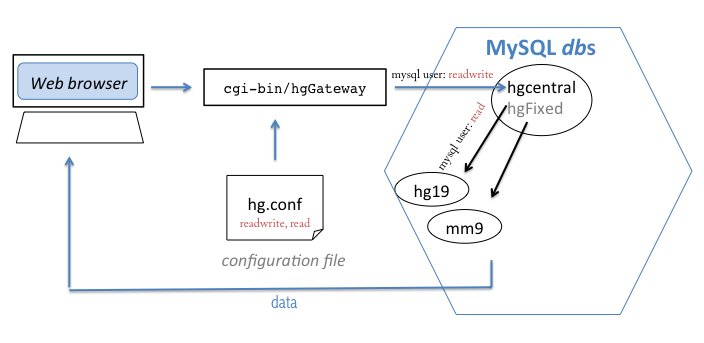 MySQL dbs
Web browser
cgi-bin/hgGateway
mysql user: readwrite
hgcentral
hgFixed
mysql user: read
hg19
mm9
hg.conf
readwrite, read
configuration file
data